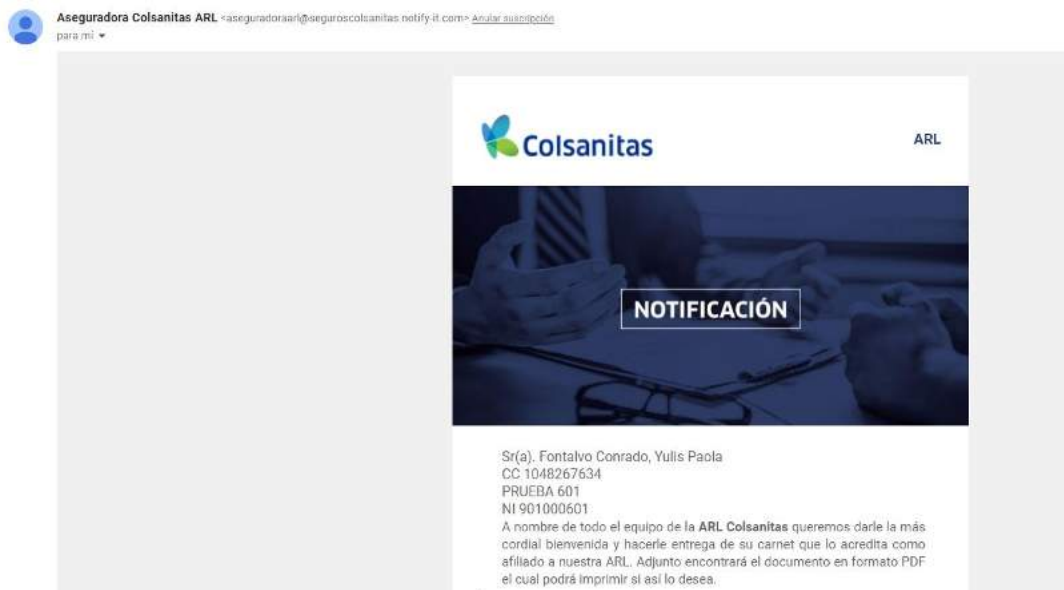 Aseguradora Colsanitas ARL <aseguradoraarl@seguroscolsanitas.notify-it.com> Anular suscripción
para mí
Colsanitas
ARL
NOTIFICACIÓN
Sr(a). Fontalvo Conrado, Yulis Paola
CC 1048267634
PRUEBA 601
NI 901000601
A nombre de todo el equipo de la ARL Colsanitas queremos darle la más
cordial bienvenida y hacerle entrega de su carnet que lo acredita como
afiliado a nuestra ARL. Adjunto encontrará el documento en formato PDF
el cual podrá imprimir si así lo desea.